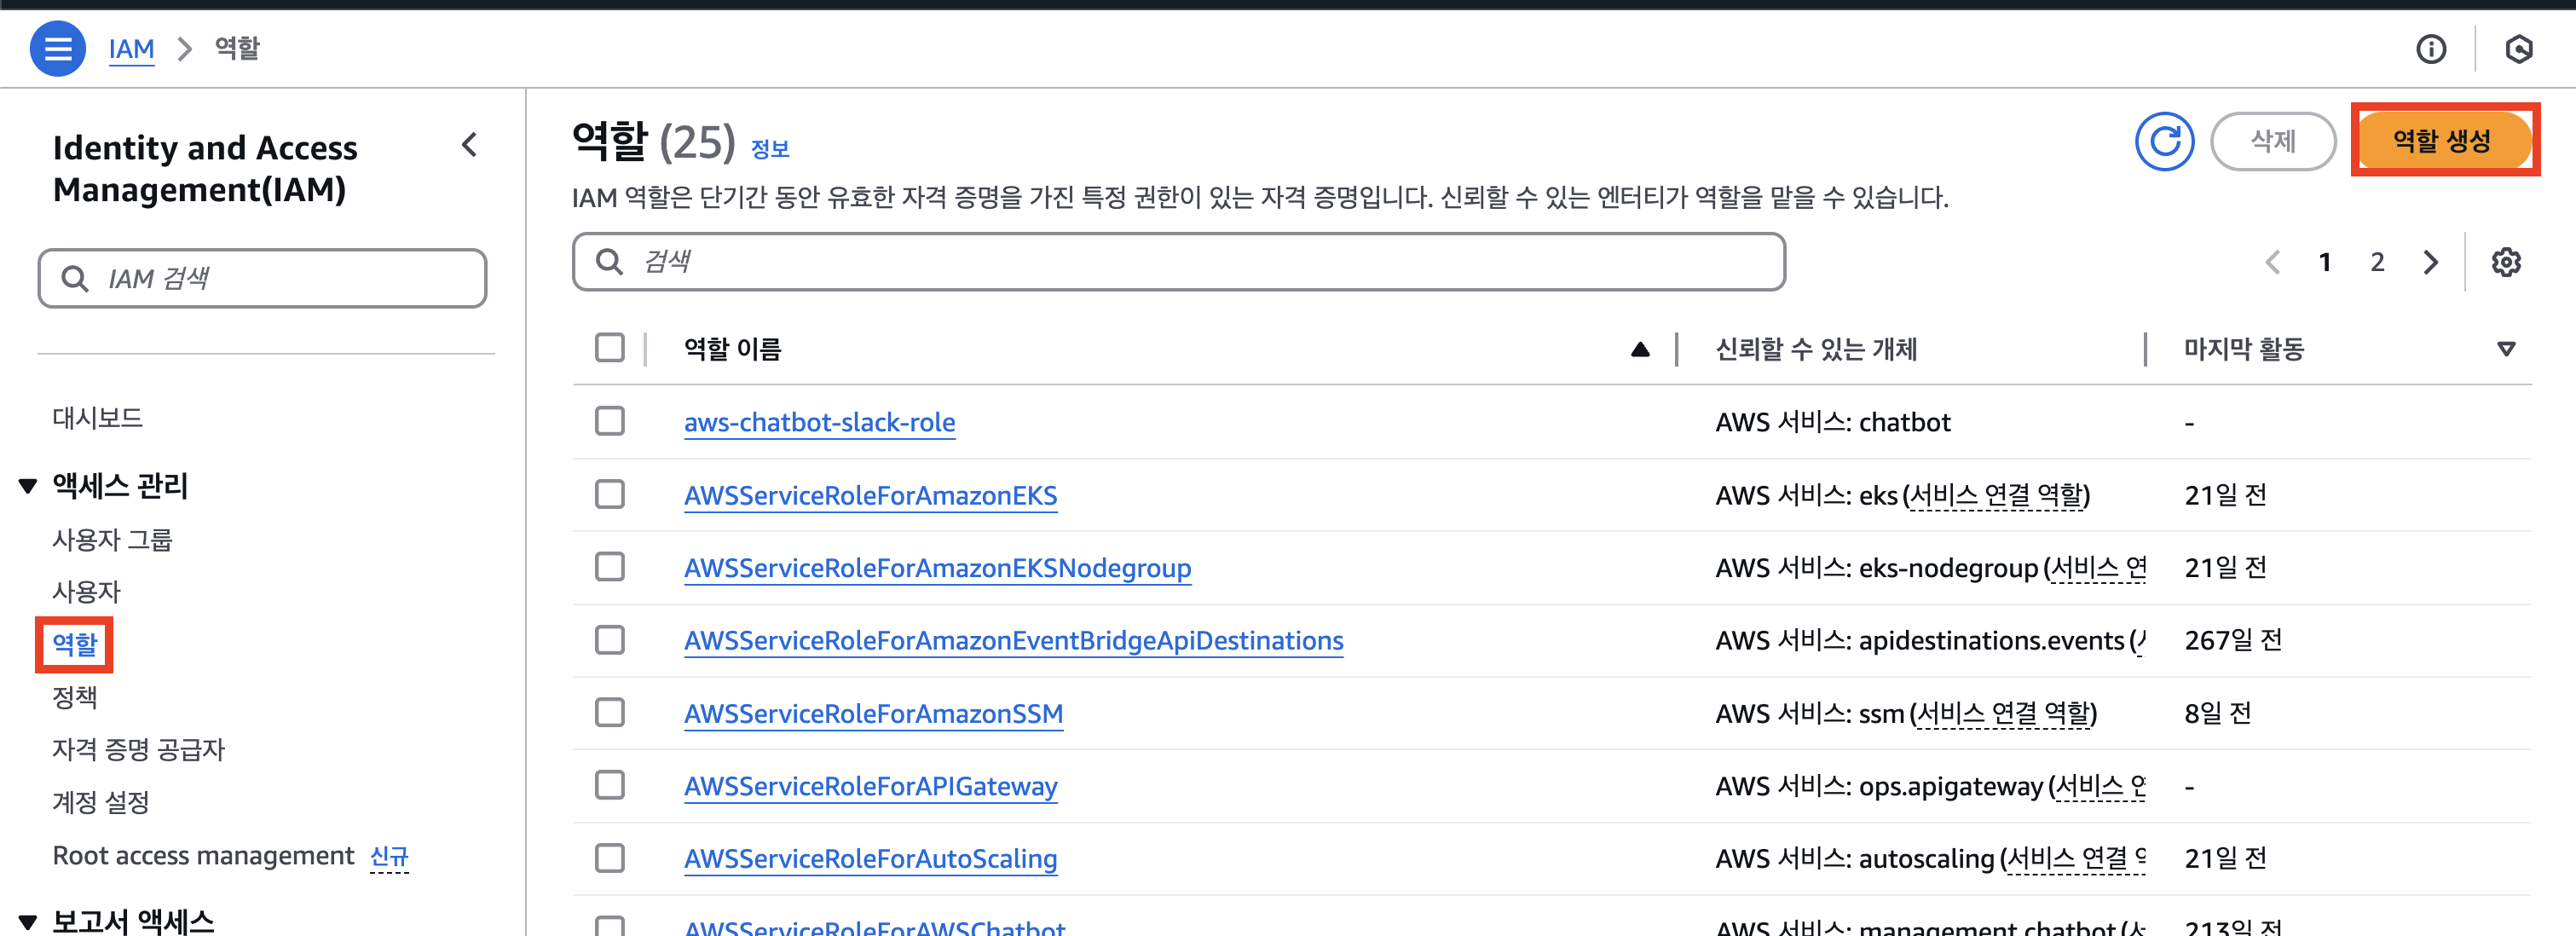 IAM > 역할
Identity and Access
Management(IAM)
IAM 검색
대시보드
액세스 관리
사용자 그룹
사용자
역할
정책
자격 증명 공급자
계정 설정
Root access management 신규
보고서 액세스
역할 (25) 정보
삭제
역할 생성
IAM 역할은 단기간 동안 유효한 자격 증명을 가진 특정 권한이 있는 자격 증명입니다. 신뢰할 수 있는 엔터티가 역할을 맡을 수 있습니다.
검색
1 2
역할 이름 신뢰할 수 있는 개체 마지막 활동
aws-chatbot-slack-role AWS 서비스: chatbot -
AWSServiceRoleForAmazonEKS AWS 서비스: eks (서비스 연결 역할) 21일 전
AWSServiceRoleForAmazonEKSNodegroup AWS 서비스: eks-nodegroup (서비스 연 21일 전
AWSServiceRoleForAmazonEventBridgeApiDestinations AWS 서비스: apidestinations.events ( 267일 전
AWSServiceRoleForAmazonSSM AWS 서비스: ssm (서비스 연결 역할) 8일 전
AWSServiceRoleForAPIGateway AWS 서비스: ops.apigateway (서비스 -
AWSServiceRoleForAutoScaling AWS 서비스: autoscaling (서비스 연결 21일 전
AWSServiceRoleForAWSChatbot AWS 서비스: management.chatbot ( 213일 전